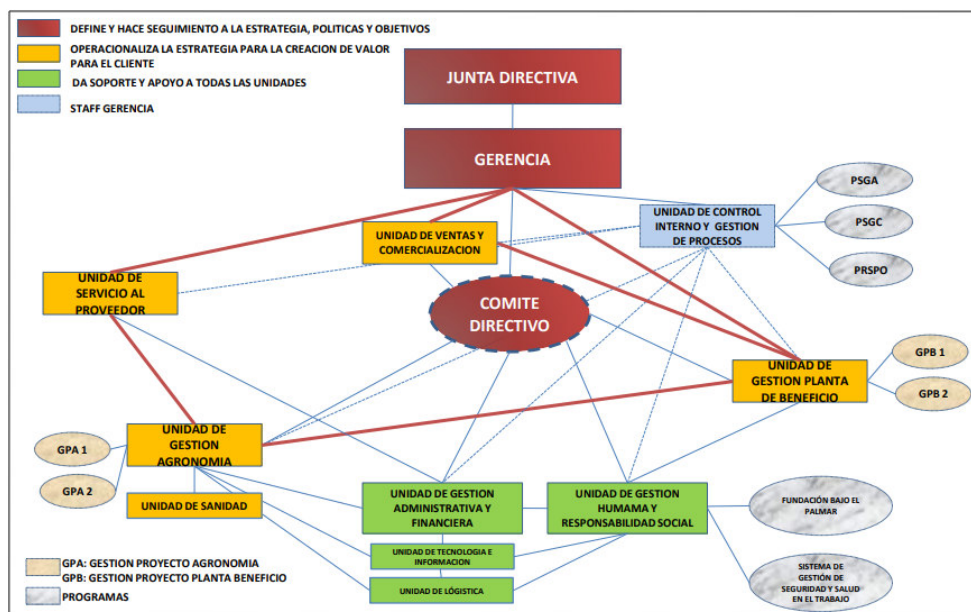 DEFINE Y HACE SEGUIMIENTO A LA ESTRATEGIA, POLITICAS Y OBJETIVOS
OPERACIONALIZA LA ESTRATEGIA PARA LA CREACION DE VALOR
PARA EL CLIENTE
DA SOPORTE Y APOYO A TODAS LAS UNIDADES
STAFF GERENCIA
JUNTA DIRECTIVA
GERENCIA
PSGA
UNIDAD DE CONTROL
INTERNO Y GESTION
DE PROCESOS
PSGC
PRSPO
UNIDAD DE VENTAS Y
COMERCIALIZACION
UNIDAD DE
SERVICIO AL
PROVEEDOR
COMITE
DIRECTIVO
UNIDAD DE
GESTION PLANTA
DE BENEFICIO
GPB 1
GPB 2
UNIDAD DE
GESTION
AGRONOMIA
GPA 1
GPA 2
UNIDAD DE SANIDAD
UNIDAD DE GESTION
ADMINISTRATIVA Y
FINANCIERA
UNIDAD DE GESTION
HUMAMA Y
RESPONSABILIDAD SOCIAL
FUNDACIÓN BAJO EL
PALMAR
UNIDAD DE TECNOLOGIA E
INFORMACION
UNIDAD DE LÓGISTICA
SISTEMA DE
GESTIÓN DE
SEGURIDAD Y SALUD
EN EL TRABAJO
GPA: GESTION PROYECTO AGRONOMIA
GPB: GESTION PROYECTO PLANTA BENEFICIO
PROGRAMAS